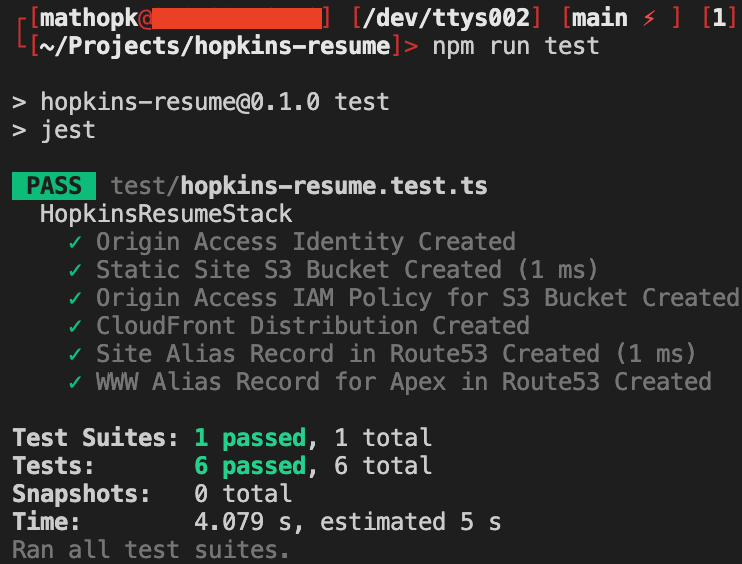 [mathopk@ ] [/dev/ttys002] [main ⚡ ] [1]
[~/Projects/hopkins-resume]> npm run test
> hopkins-resume@0.1.0 test
> jest
PASS test/hopkins-resume.test.ts
HopkinsResumeStack
✓ Origin Access Identity Created
✓ Static Site S3 Bucket Created (1 ms)
✓ Origin Access IAM Policy for S3 Bucket Created
✓ CloudFront Distribution Created
✓ Site Alias Record in Route53 Created (1 ms)
✓ WWW Alias Record for Apex in Route53 Created
Test Suites: 1 passed, 1 total
Tests: 6 passed, 6 total
Snapshots: 0 total
Time: 4.079 s, estimated 5 s
Ran all test suites.